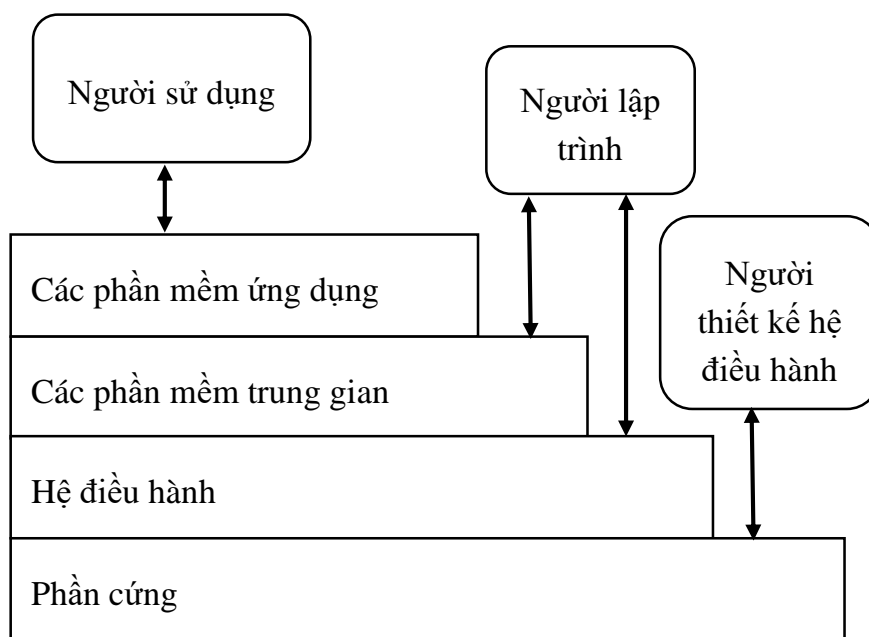 Người sử dụng
Người lập
trình
Người
thiết kế hệ
điều hành
Các phần mềm ứng dụng
Các phần mềm trung gian
Hệ điều hành
Phần cứng